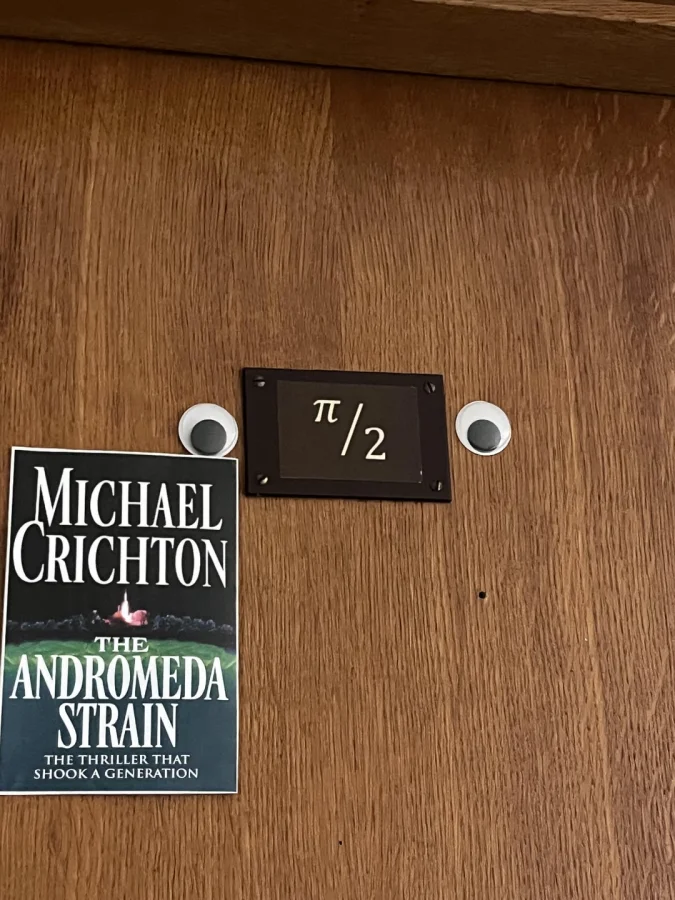 π/2
MICHAEL
CRICHTON
THE
ANDROMEDA
STRAIN
THE THRILLER THAT
SHOOK A GENERATION